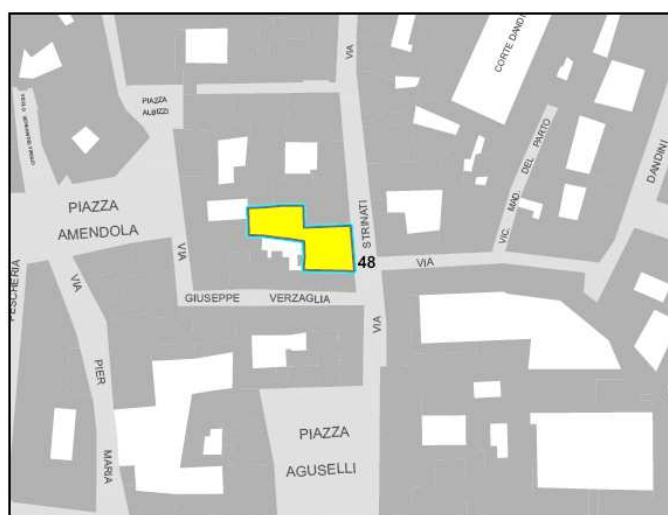 VIA
CORTE DANDINI
PIAZZA
ALBIZZI
VIC. MAD. DEL PARTO
DANDINI
PIAZZA
AMENDOLA
STRINATI
VIA
48
VIA
PESCHERIA
VIA
GIUSEPPE VERZAGLIA
VIA
PIER
MARIA
PIAZZA
AGUSELLI